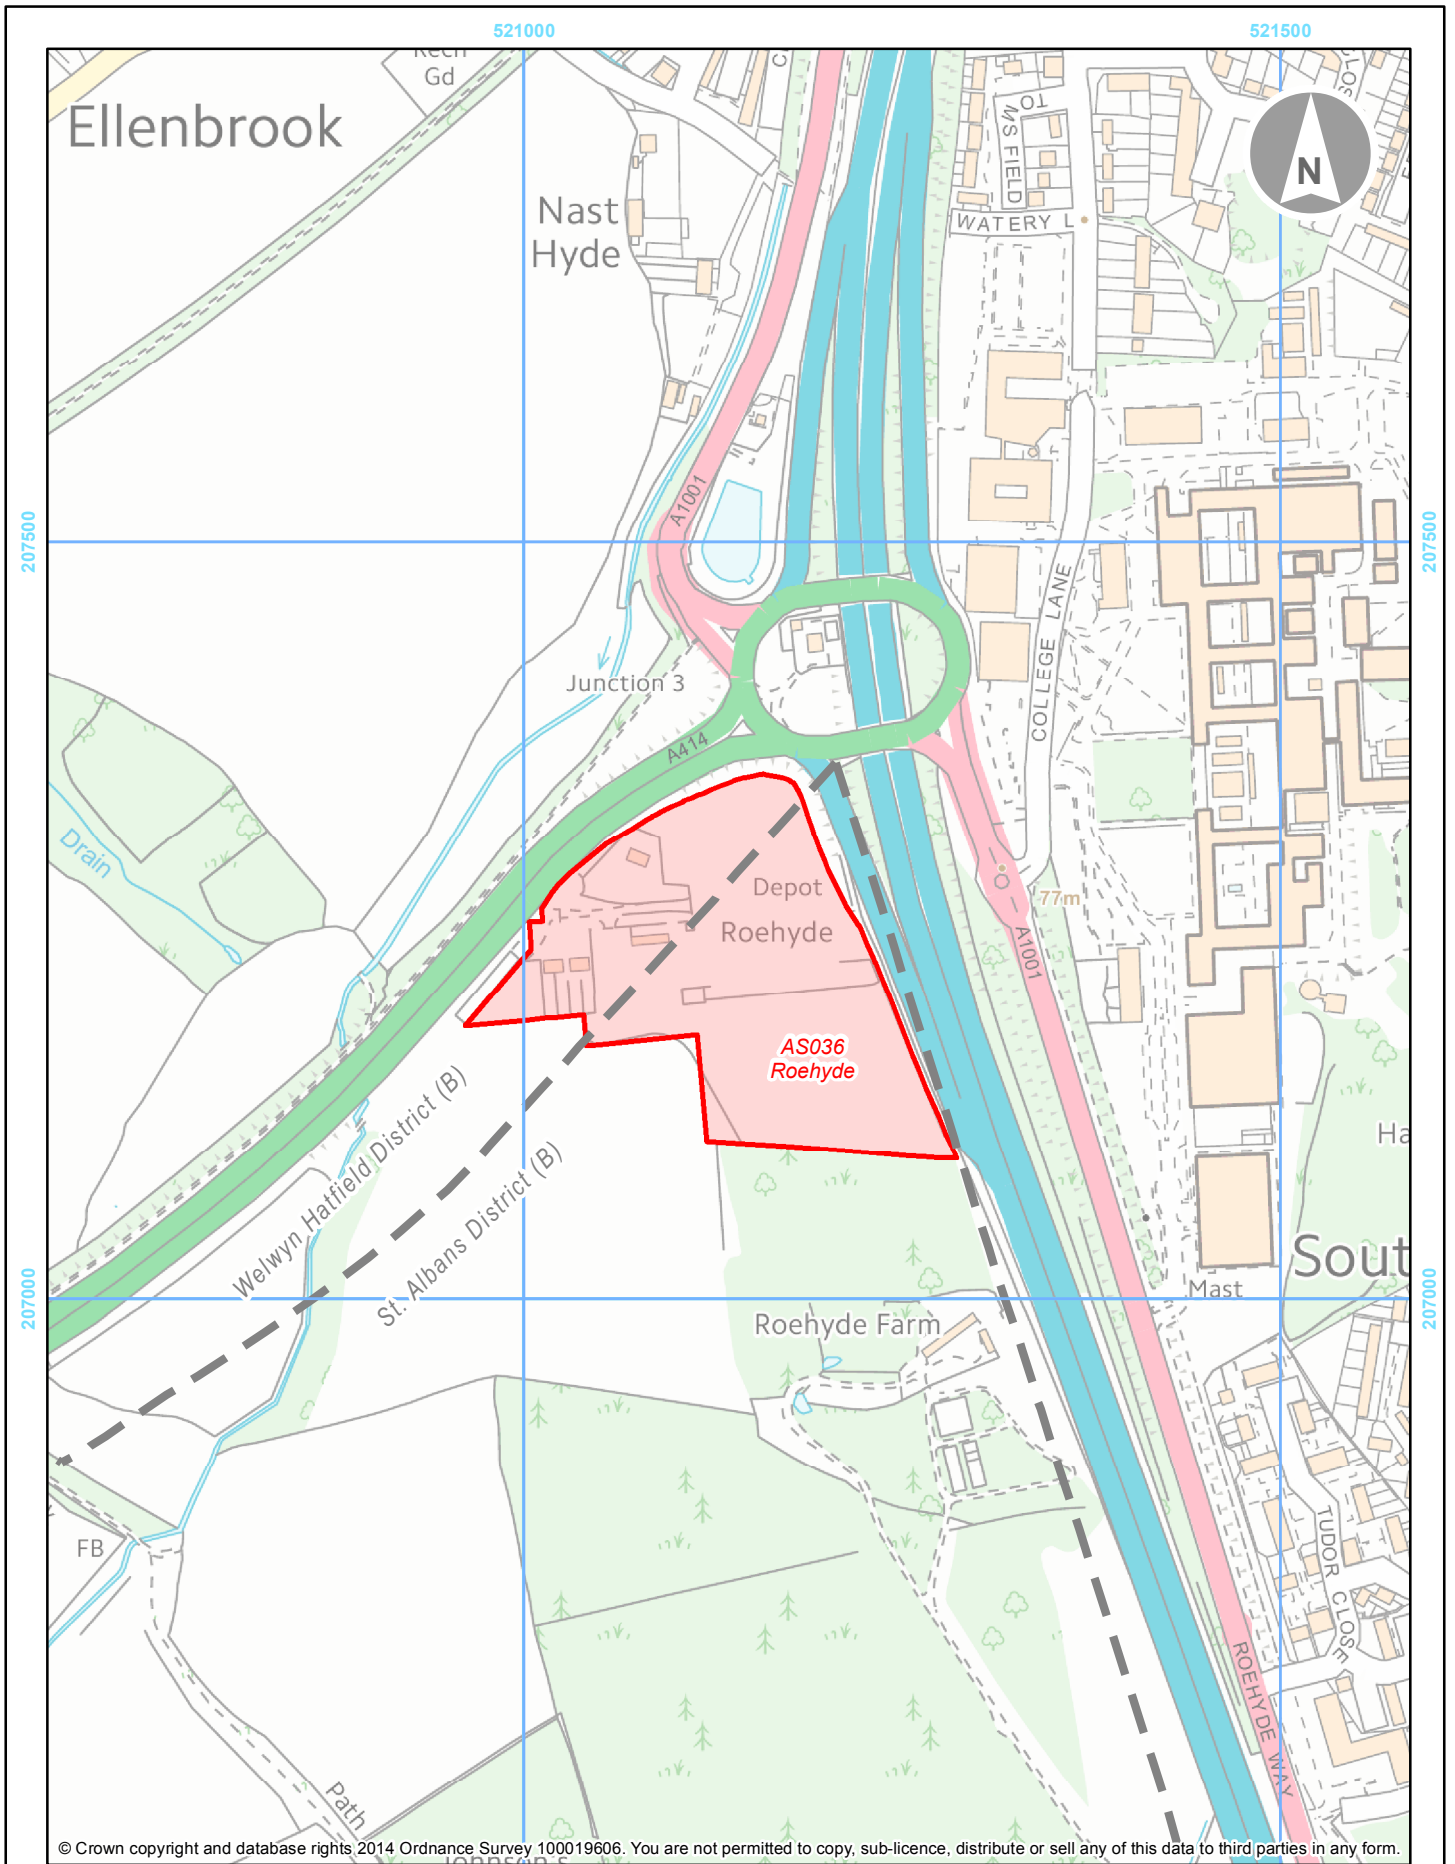 521000
521500
Gd
Ellenbrook
N
Nast
Hyde
TO
MSFIELD
WATERY L
A1001
207500
207500
COLLEGE LANE
Junction 3
A414
Drain
Depot
77m
Roehyde
A1001
AS036
Roehyde
Welwyn Hatfield District (B)
St. Albans District (B)
Ha
Sout
Mast
207000
207000
Roehyde Farm
FB
TUDOR CLOSE
ROEHYDE WAY
Path
© Crown copyright and database rights 2014 Ordnance Survey 100019606. You are not permitted to copy, sub-licence, distribute or sell any of this data to third parties in any form.